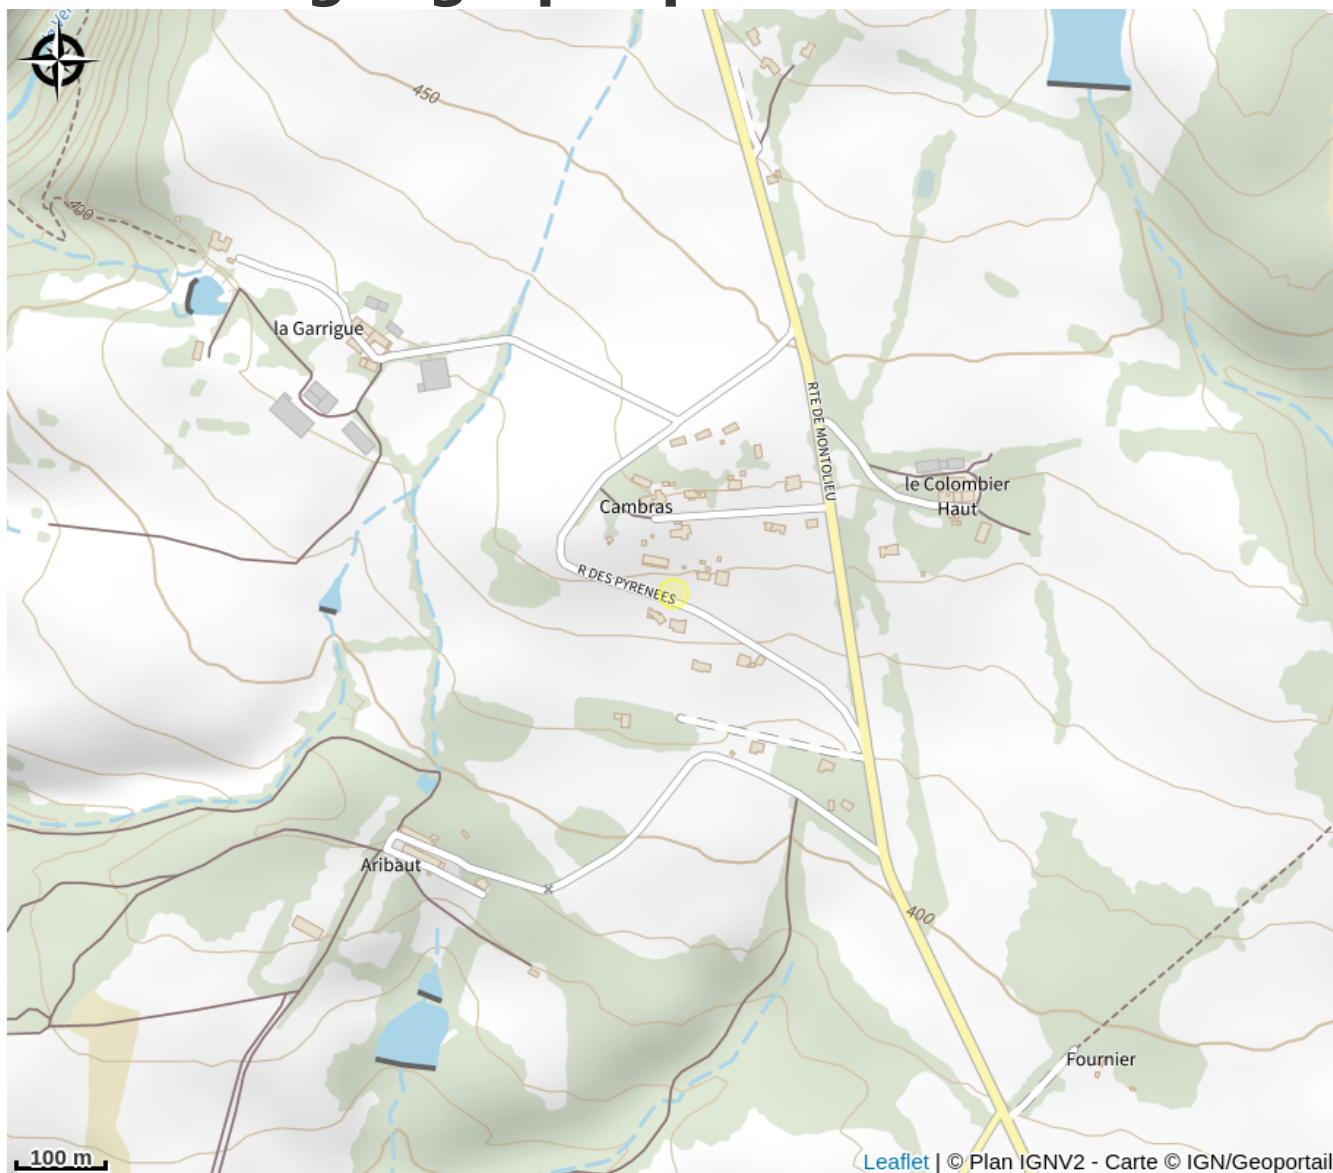 450
400
la Garrigue
RTE DE MONTOLIEU
le Colombier
Haut
Cambras
R DES PYRENEES
Aribaut
400
Fournier
100 m
Leaflet | © Plan IGNV2 - Carte © IGN/Geoportail